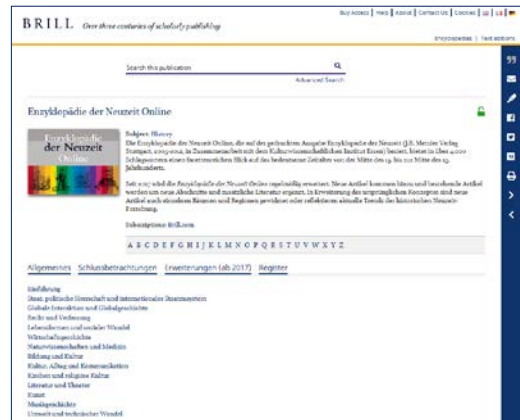 Buy Access | Help | About | Contact Us | Cookies
BRILL Over three centuries of scholarly publishing
Encyclopedias | Text editions
Search this publication
Advanced Search
Enzyklopädie der Neuzeit Online
Enzyklopädie
der Neuzeit
Online
Subject: History
Die Enzyklopädie der Neuzeit Online, die auf der gedruckten Ausgabe Enzyklopädie der Neuzeit (J.B. Metzler Verlag
Stuttgart, 2005-2012, in Zusammenarbeit mit dem Kulturwissenschaftlichen Institut Essen) basiert, bietet in über 4.000
Schlagwörtern einen facettenreichen Blick auf das bedeutsame Zeitalter von der Mitte des 15. bis zur Mitte des 19.
Jahrhunderts.
Seit 2017 wird die Enzyklopädie der Neuzeit Online regelmäßig erweitert. Neue Artikel kommen hinzu und bestehende Artikel
werden um neue Abschnitte und zusätzliche Literatur ergänzt. In Erweiterung des ursprünglichen Konzepts sind neue
Artikel auch einzelnen Räumen und Regionen gewidmet oder reflektieren aktuelle Trends der historischen Neuzeit-
Forschung.
Subscriptions: Brill.com
A B C D E F G H I J K L M N O P Q R S T U V W X Y Z
Allgemeines Schlussbetrachtungen Erweiterungen (ab 2017) Register
Einführung
Staat, politische Herrschaft und internationales Staatensystem
Globale Interaktion und Globalgeschichte
Recht und Verfassung
Lebensformen und sozialer Wandel
Wirtschaftsgeschichte
Naturwissenschaften und Medizin
Bildung und Kultur
Kultur, Alltag und Kommunikation
Kirchen und religiöse Kultur
Literatur und Theater
Kunst
Musikgeschichte
Umwelt und technischer Wandel